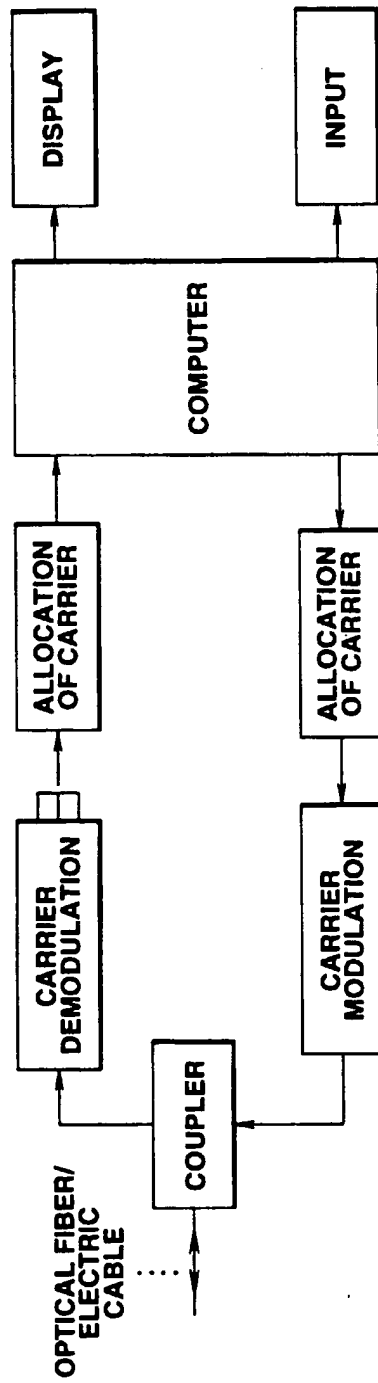 OPTICAL FIBER/
ELECTRIC
CABLE
COUPLER
CARRIER
DEMODULATION
ALLOCATION
OF CARRIER
COMPUTER
DISPLAY
INPUT
ALLOCATION
OF CARRIER
CARRIER
MODULATION